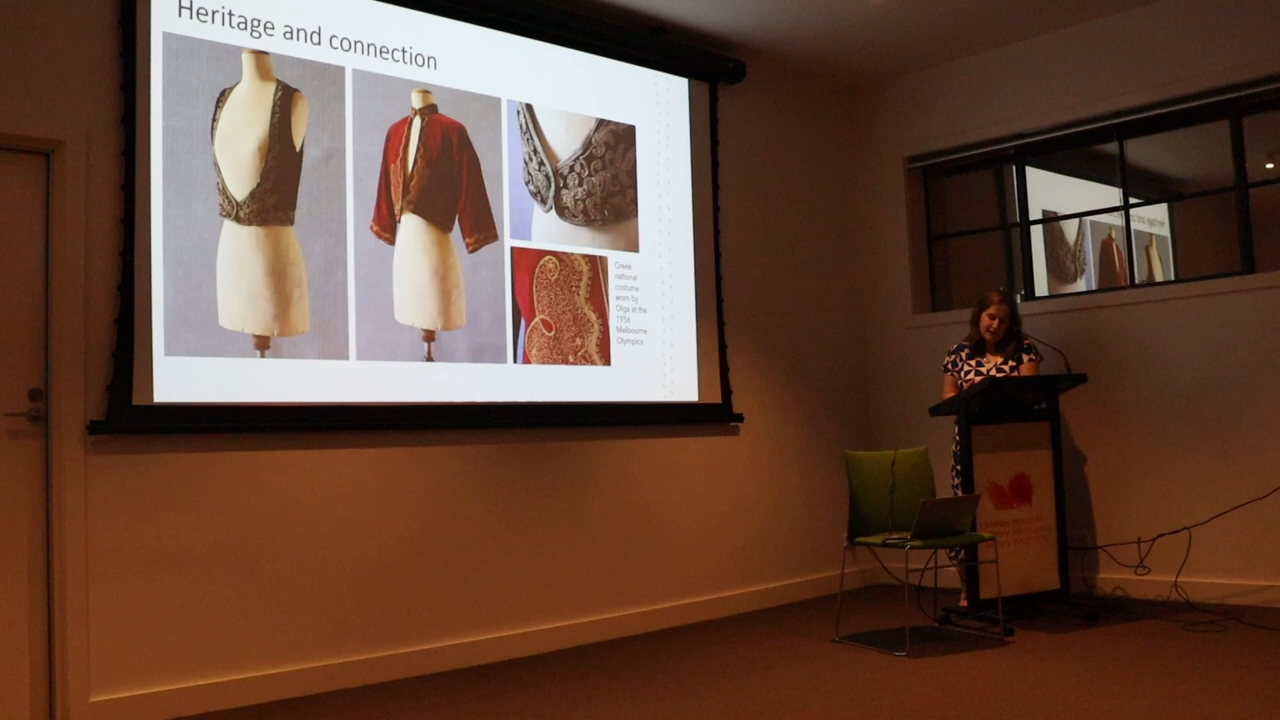 Heritage and connection
Greek
national
costume
worn by
Olga at the
1956
Melbourne
Olympics